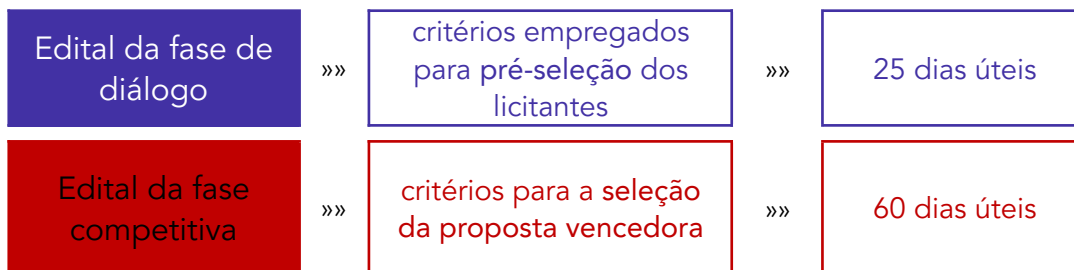 Edital da fase de
diálogo
»»
critérios empregados
para pré-seleção dos
licitantes
»»
25 dias úteis
Edital da fase
competitiva
»»
critérios para a seleção
da proposta vencedora
»»
60 dias úteis